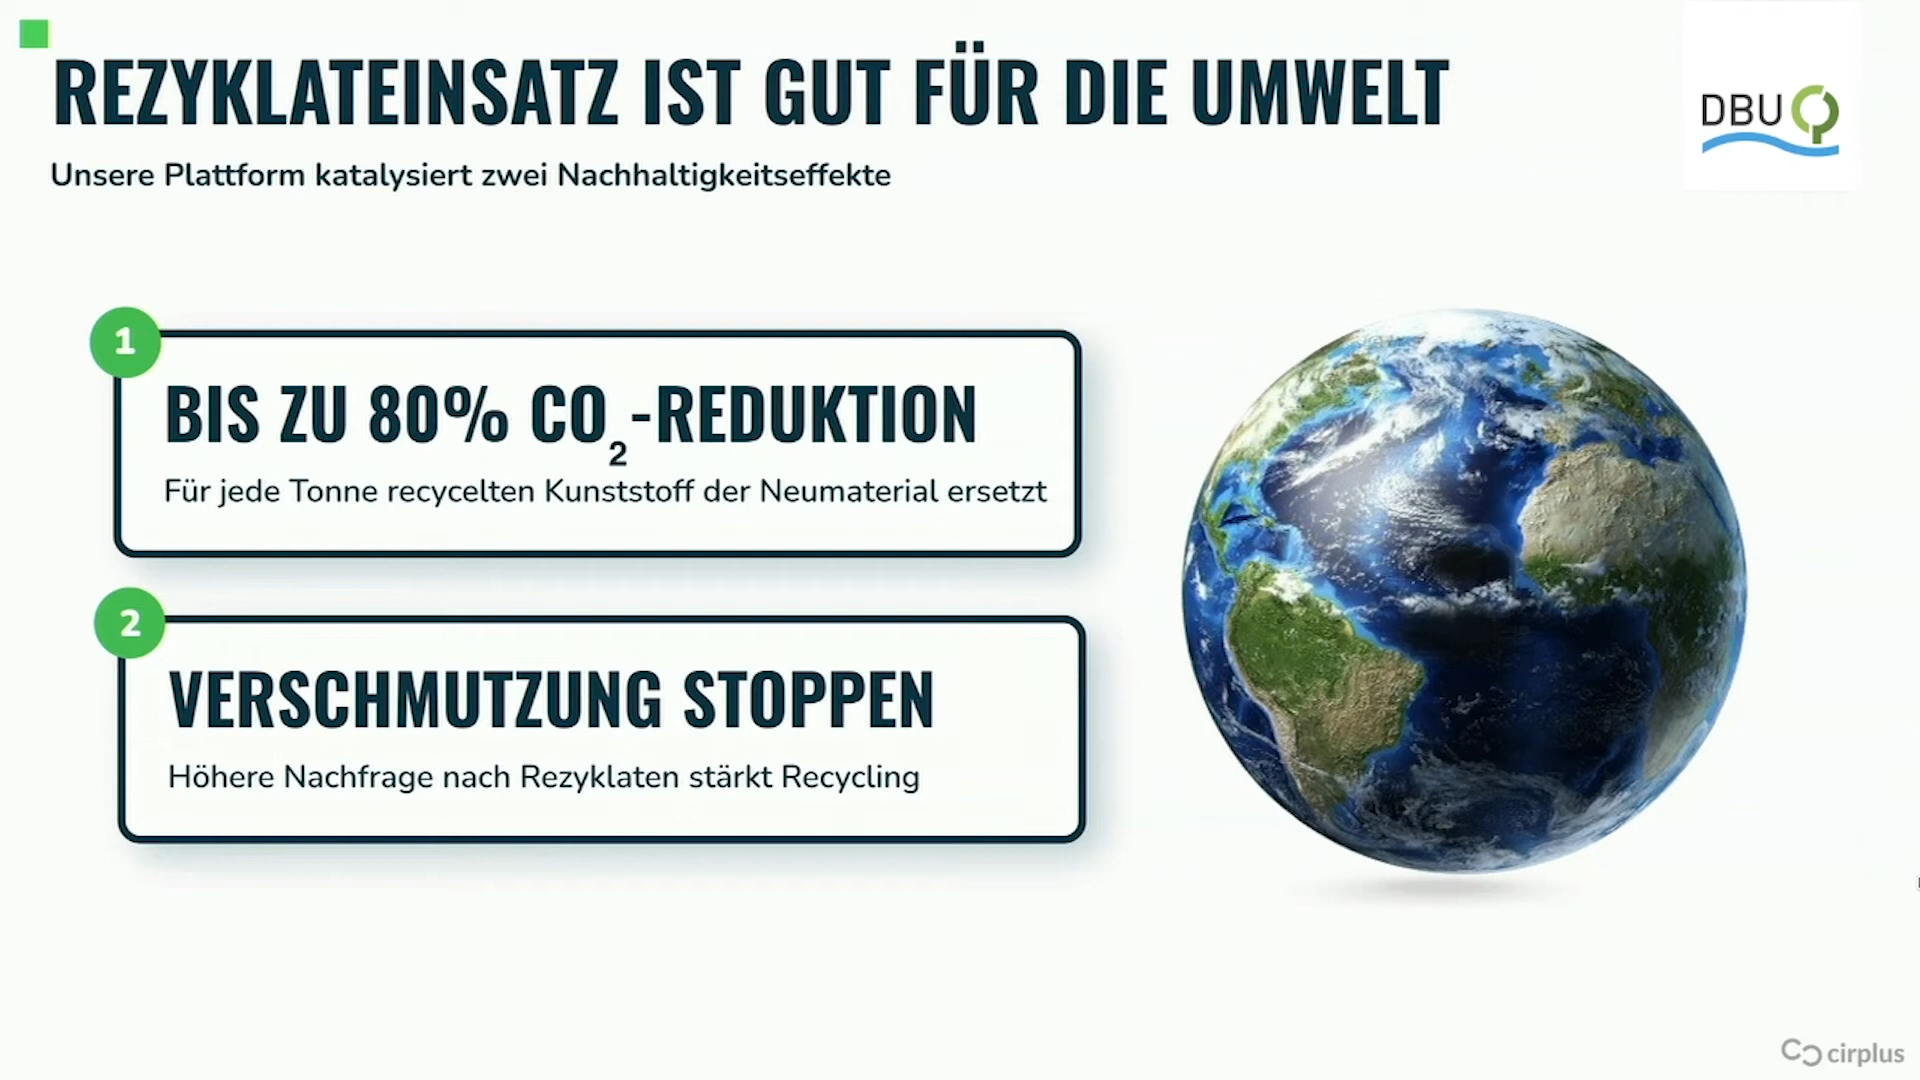 REZYKLATEINSATZ IST GUT FÜR DIE UMWELT
DBU
Unsere Plattform katalysiert zwei Nachhaltigkeitseffekte
1
BIS ZU 80% CO₂-REDUKTION
Für jede Tonne recycelten Kunststoff der Neumaterial ersetzt
2
VERSCHMUTZUNG STOPPEN
Höhere Nachfrage nach Rezyklaten stärkt Recycling
cirplus